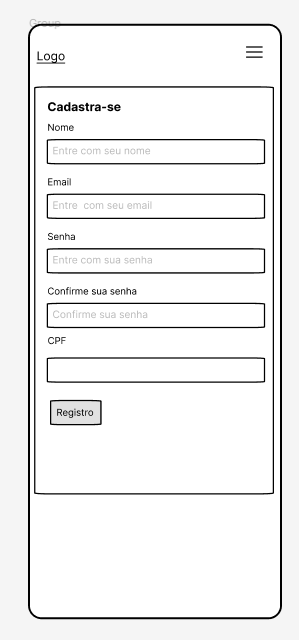 Group
Logo
Cadastra-se
Nome
Entre com seu nome
Email
Entre com seu email
Senha
Entre com sua senha
Confirme sua senha
Confirme sua senha
CPF
Registro